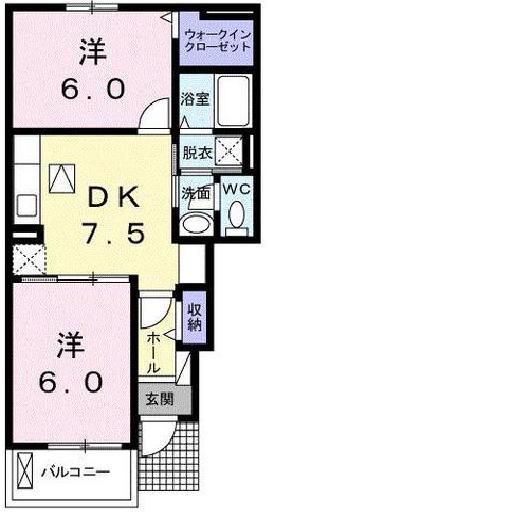 洋
6.0
ウォークイン
クローゼット
浴室
脱衣
洗面
WC
DK
7.5
収納
ホール
洋
6.0
玄関
バルコニー